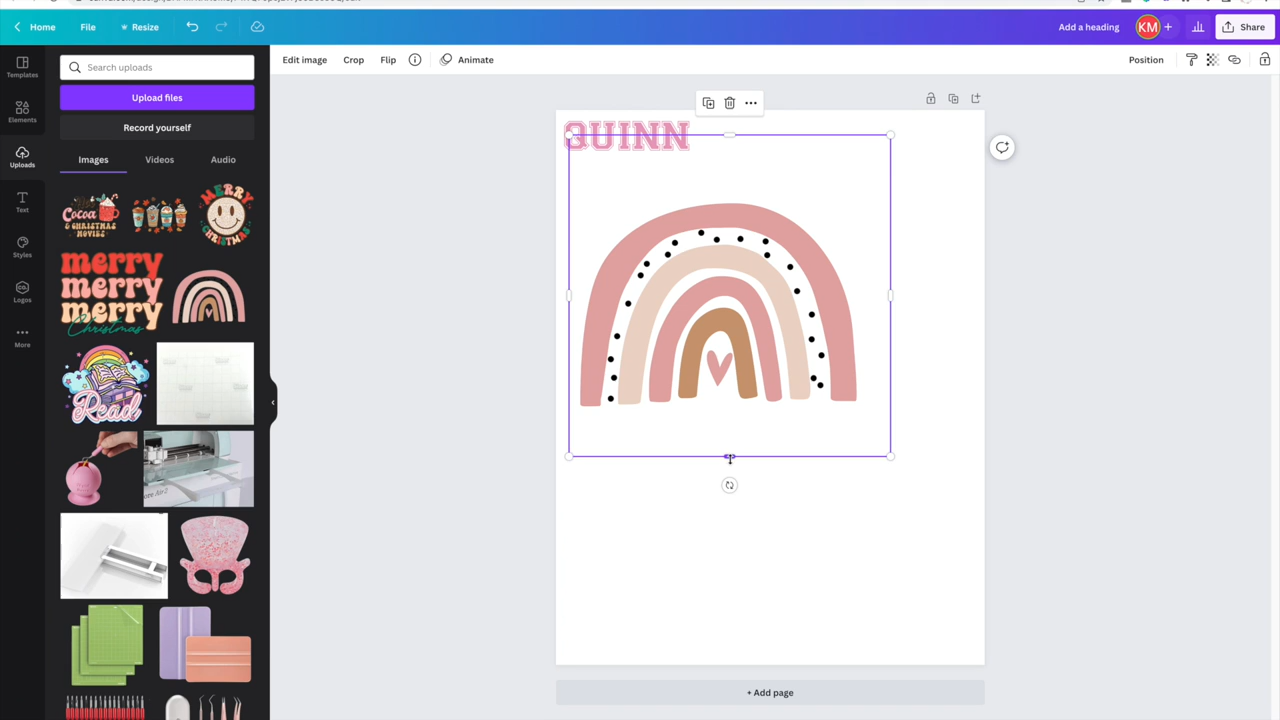 Home File Resize Add a heading KM + Share
Templates
Elements
Uploads
Text
Styles
Logos
More
Search uploads
Upload files
Record yourself
Images Videos Audio
Cocoa
& CHRISTMAS
MOVIES
MERRY
CHRISTMAS
merry
merry
merry
Christmas
Read
Edit image Crop Flip Animate Position
QUINN
+ Add page